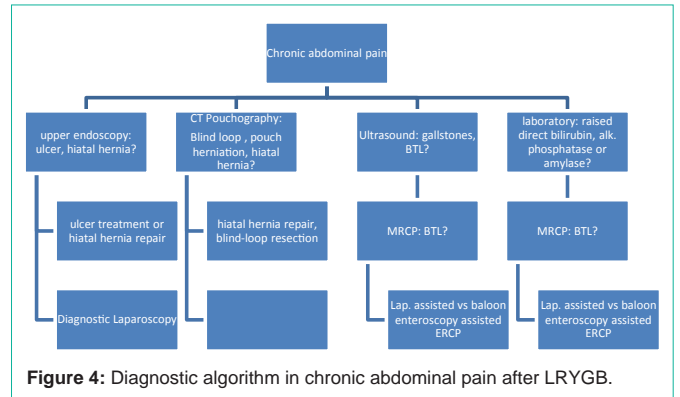 Chronic abdominal pain
upper endoscopy:
ulcer, hiatal hernia?
CT Pouchography:
Blind loop , pouch
herniation, hiatal
hernia?
Ultrasound: gallstones,
BTL?
laboratory: raised
direct bilirubin, alk.
phosphatase or
amylase?
ulcer treatment or
hiatal hernia repair
hiatal hernia repair,
blind-loop resection
MRCP: BTL?
MRCP: BTL?
Diagnostic Laparoscopy
Lap. assisted vs baloon
enteroscopy assisted
ERCP
Lap. assisted vs baloon
enteroscopy assisted
ERCP
Figure 4: Diagnostic algorithm in chronic abdominal pain after LRYGB.